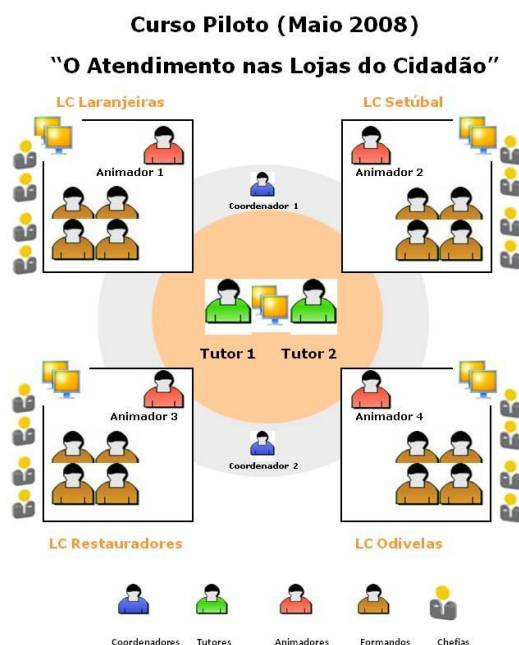 Curso Piloto (Maio 2008)
“O Atendimento nas Lojas do Cidadão”
LC Laranjeiras
LC Setúbal
Animador 1
Animador 2
Coordenador 1
Tutor 1
Tutor 2
Animador 3
Animador 4
Coordenador 2
LC Restauradores
LC Odivelas
Coordenadores
Tutores
Animadores
Formandos
Chefias